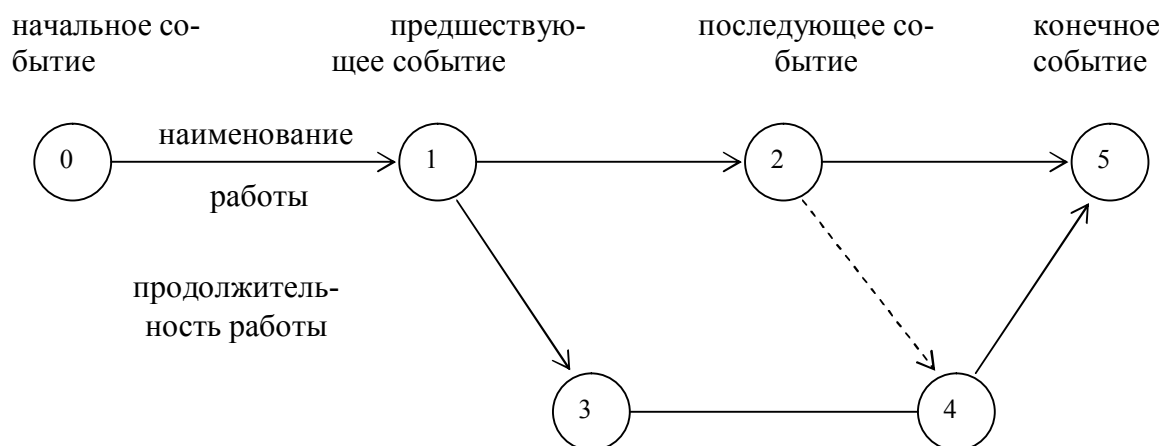 начальное со-
бытие
предшествую-
щее событие
последующее со-
бытие
конечное
событие
наименование
работы
0
1
2
5
продолжитель-
ность работы
3
4